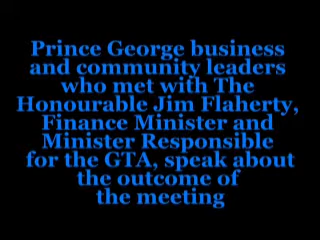 Prince George business
and community leaders
who met with The
Honourable Jim Flaherty,
Finance Minister and
Minister Responsible
for the GTA, speak about
the outcome of
the meeting